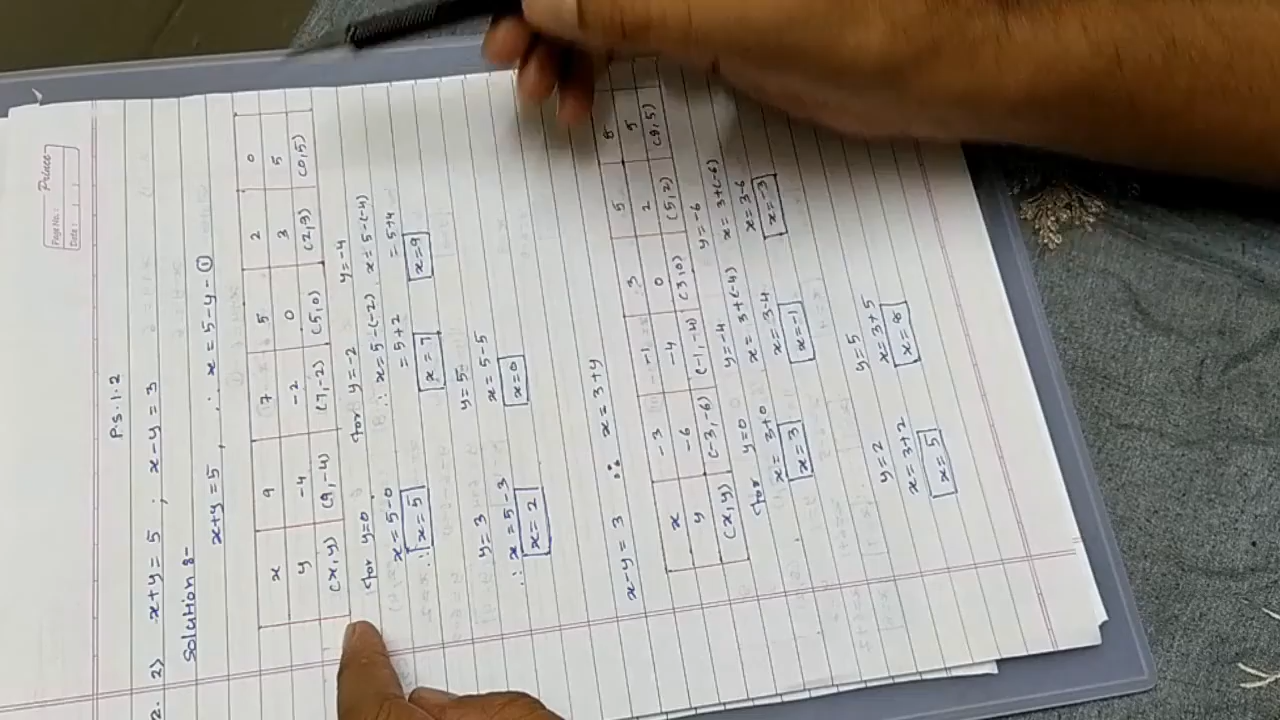 Prince
Page No.:
Date:
P.S. 1.2
2. 2) x+y=5 ; x-y=3
Solution:-
x+y=5, ∴ x=5-y-①
x 9 7 5 2 0
y -4 -2 0 3 5
(x,y) (9,-4) (7,-2) (5,0) (2,3) (0,5)
for y=0 for y=-2 y=-4
x=5-0 ∴ x=5-(-2) x=5-(-4)
∴ x=5 =5+2 =5+4
x=7 x=9
y=3 y=5
∴ x=5-3 x=5-5
x=2 x=0
x-y=3 ∴ x=3+y
x -3 -1 3 5 8
y -6 -4 0 2 5
(x,y) (-3,-6) (-1,-4) (3,0) (5,2) (8,5)
for y=0 y=-4 y=-6
x=3+0 x=3+(-4) x=3+(-6)
x=3 x=3-4 x=3-6
x=-1 x=-3
y=2 y=5
x=3+2 x=3+5
x=5 x=8